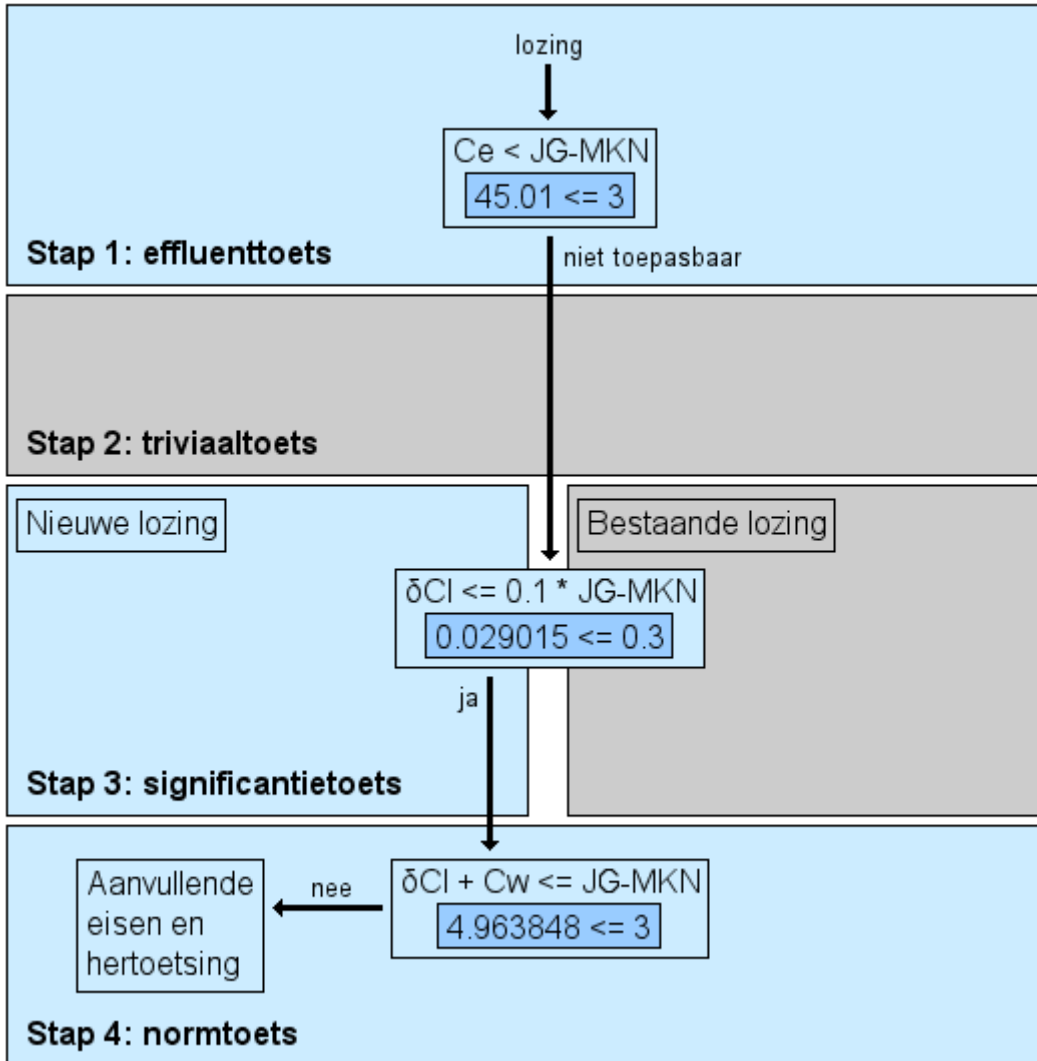 lozing
Ce < JG-MKN
45.01 <= 3
niet toepasbaar
Stap 1: effluenttoets
Stap 2: triviaaltoets
Nieuwe lozing
Bestaande lozing
δCl <= 0.1 * JG-MKN
0.029015 <= 0.3
ja
Stap 3: significantietoets
δCl + Cw <= JG-MKN
4.963848 <= 3
nee
Aanvullende
eisen en
hertoetsing
Stap 4: normtoets